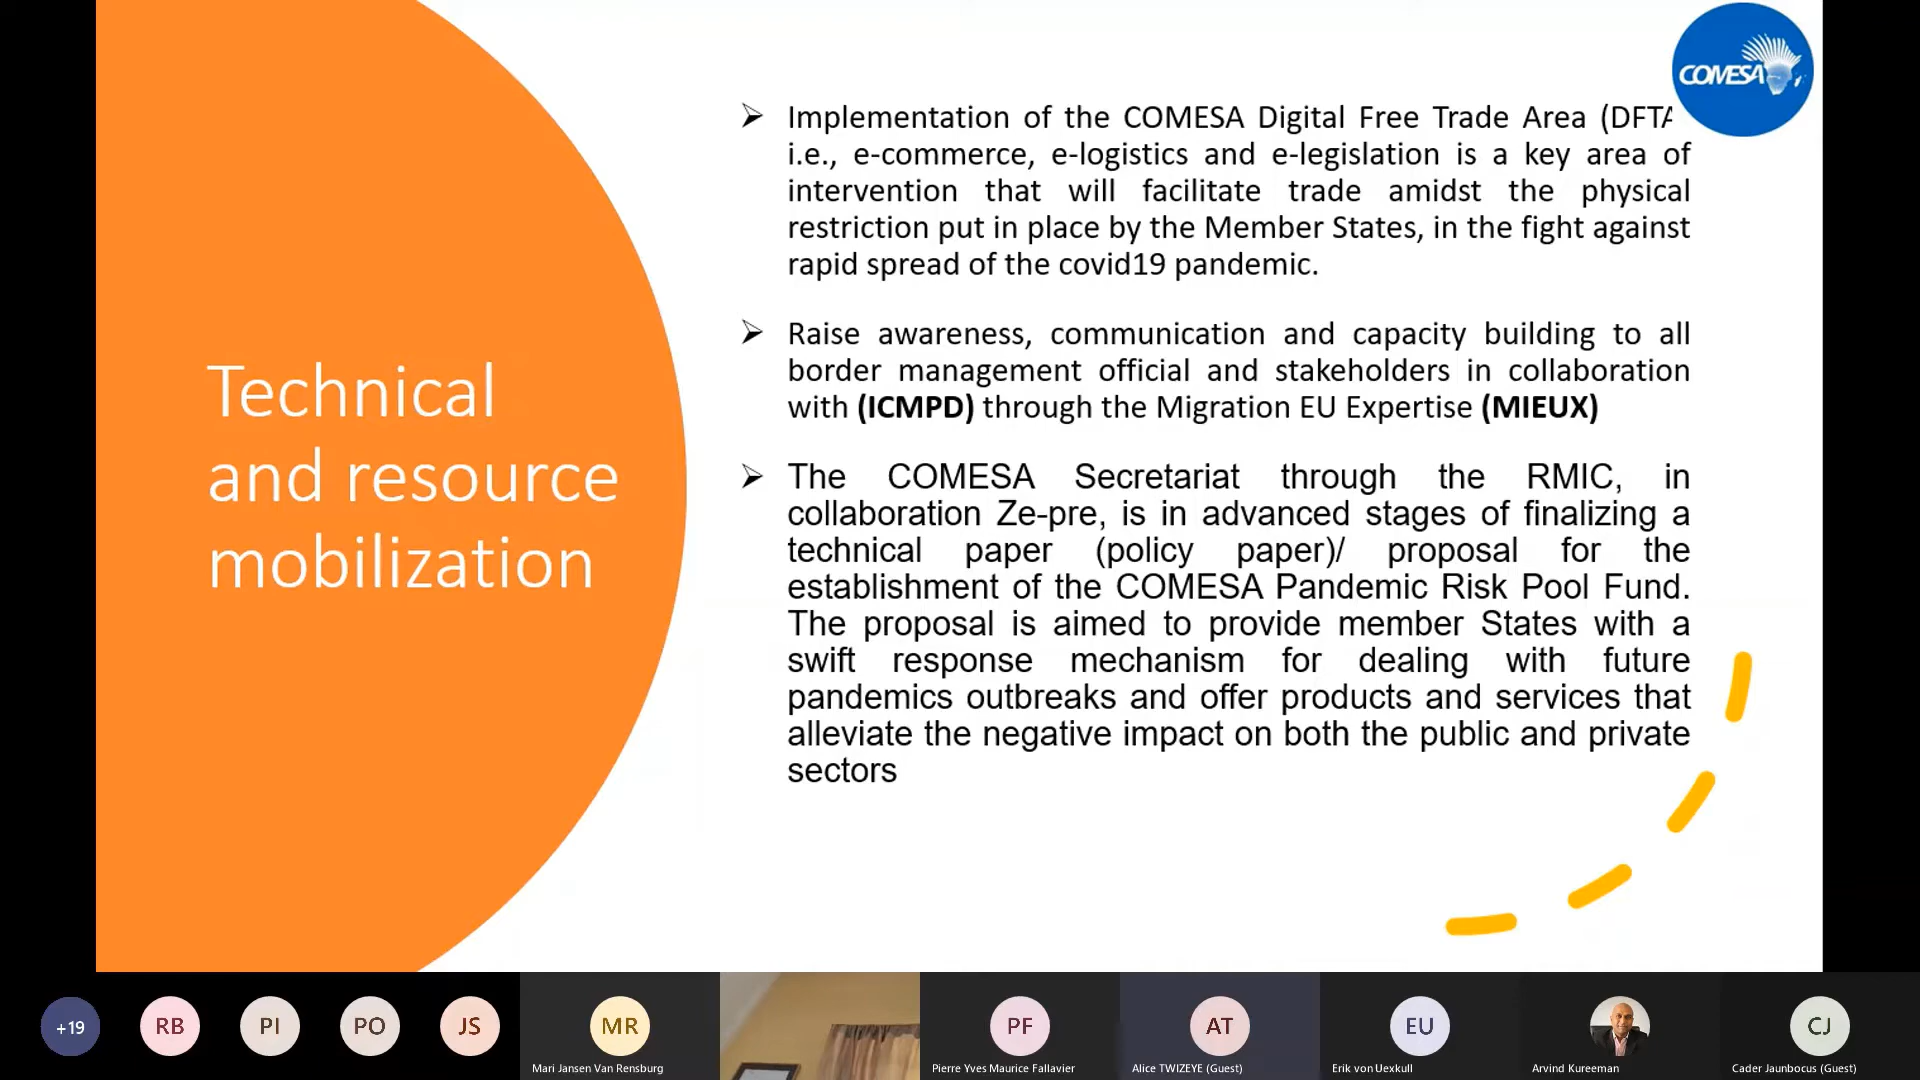 COMESA
Technical
and resource
mobilization
➢ Implementation of the COMESA Digital Free Trade Area (DFTA
i.e., e-commerce, e-logistics and e-legislation is a key area of
intervention that will facilitate trade amidst the physical
restriction put in place by the Member States, in the fight against
rapid spread of the covid19 pandemic.
➢ Raise awareness, communication and capacity building to all
border management official and stakeholders in collaboration
with (ICMPD) through the Migration EU Expertise (MIEUX)
➢ The COMESA Secretariat through the RMIC, in
collaboration Ze-pre, is in advanced stages of finalizing a
technical paper (policy paper)/ proposal for the
establishment of the COMESA Pandemic Risk Pool Fund.
The proposal is aimed to provide member States with a
swift response mechanism for dealing with future
pandemics outbreaks and offer products and services that
alleviate the negative impact on both the public and private
sectors
+19
RB
PI
PO
JS
MR
Mari Jansen Van Rensburg
PF
Pierre Yves Maurice Fallavier
AT
Alice TWIZEYE (Guest)
EU
Erik von Uexkull
Arvind Kureeman
CJ
Cader Jaunbocus (Guest)